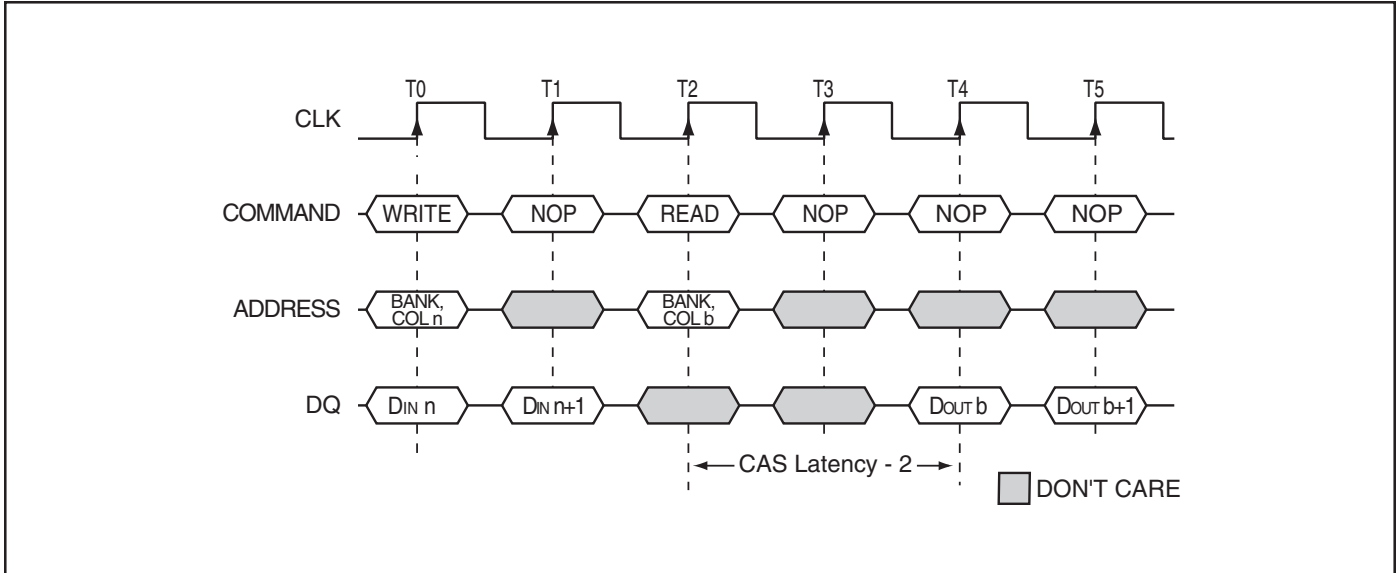 T0 T1 T2 T3 T4 T5
CLK
COMMAND WRITE NOP READ NOP NOP NOP
ADDRESS BANK, COL n BANK, COL b
DQ DIN n DIN n+1 DOUT b DOUT b+1
CAS Latency - 2
DON'T CARE